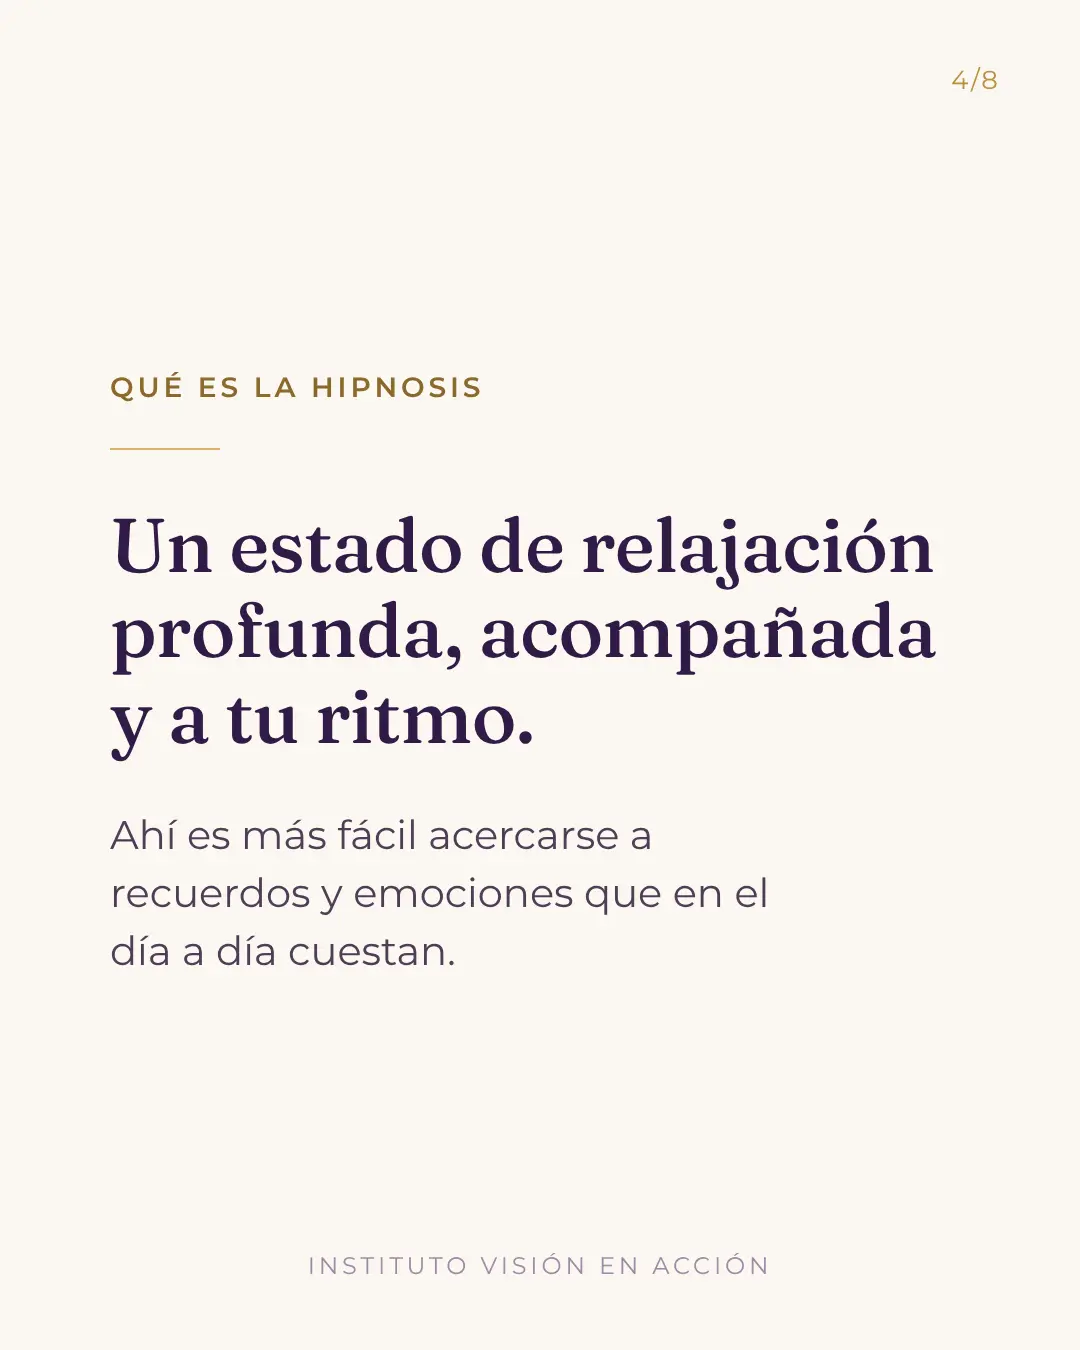 4/8
QUÉ ES LA HIPNOSIS
Un estado de relajación
profunda, acompañada
y a tu ritmo.
Ahí es más fácil acercarse a
recuerdos y emociones que en el
día a día cuestan.
INSTITUTO VISIÓN EN ACCIÓN